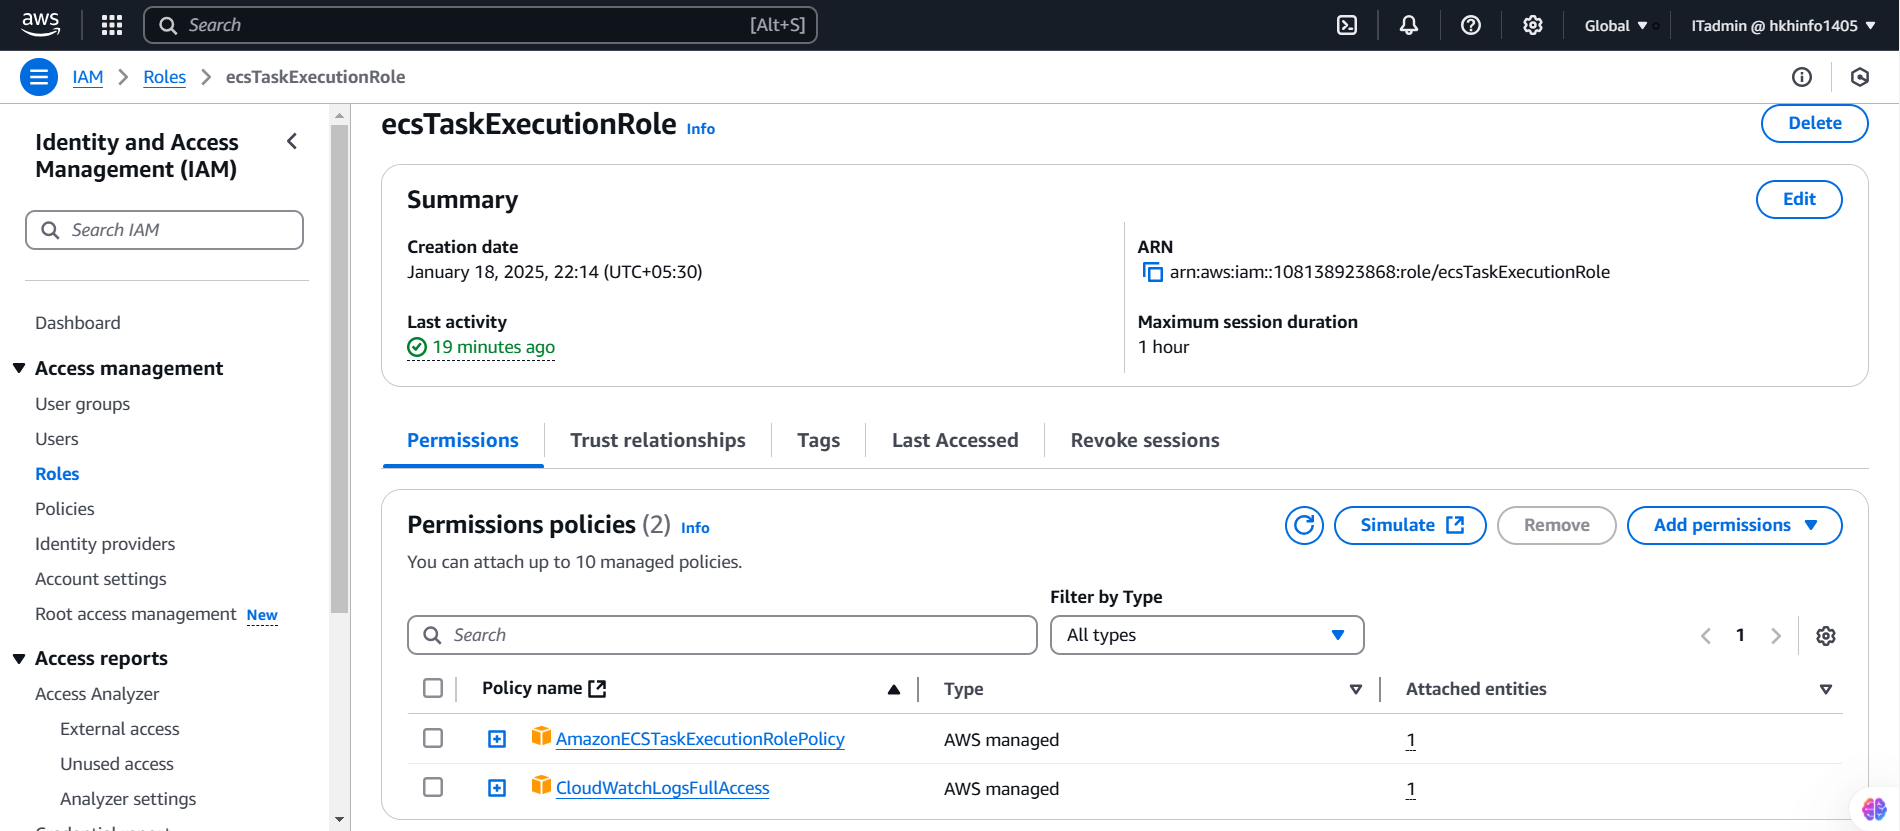 aws
Search
[Alt+S]
Global
ITadmin @ hkhinfo1405
IAM
Roles
ecsTaskExecutionRole
Identity and Access
Management (IAM)
Search IAM
Dashboard
Access management
User groups
Users
Roles
Policies
Identity providers
Account settings
Root access management New
Access reports
Access Analyzer
External access
Unused access
Analyzer settings
Credential report
ecsTaskExecutionRole Info
Delete
Summary
Edit
Creation date
January 18, 2025, 22:14 (UTC+05:30)
ARN
arn:aws:iam::108138923868:role/ecsTaskExecutionRole
Last activity
19 minutes ago
Maximum session duration
1 hour
Permissions
Trust relationships
Tags
Last Accessed
Revoke sessions
Permissions policies (2) Info
Simulate
Remove
Add permissions
You can attach up to 10 managed policies.
Filter by Type
Search
All types
1
Policy name
Type
Attached entities
AmazonECSTaskExecutionRolePolicy
AWS managed
1
CloudWatchLogsFullAccess
AWS managed
1